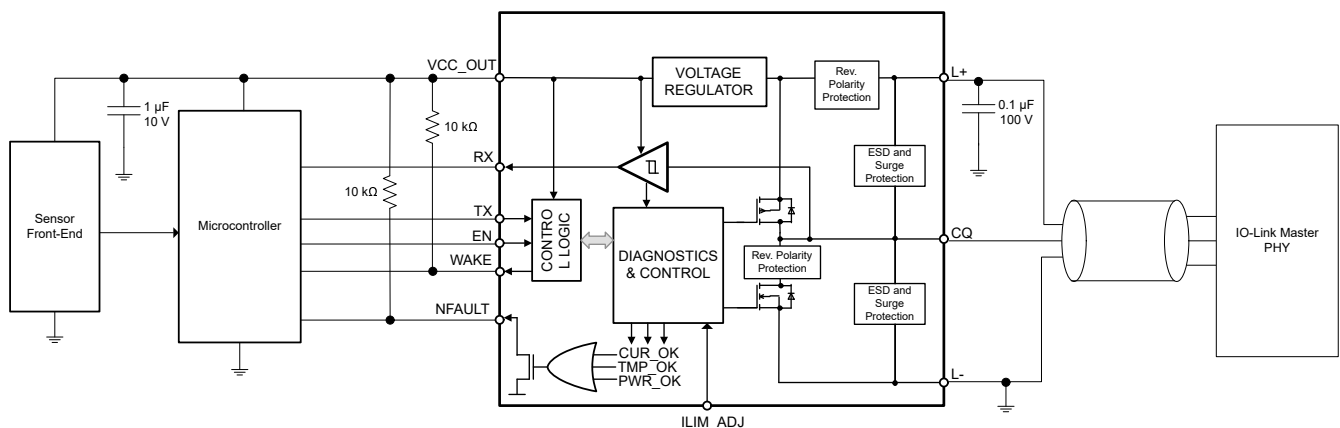 VCC_OUT
L+
VOLTAGE
REGULATOR
Rev.
Polarity
Protection
1 µF
10 V
0.1 µF
100 V
10 kΩ
RX
ESD and
Surge
Protection
10 kΩ
Sensor
Front-End
Microcontroller
TX
EN
WAKE
NFAULT
CONTRO
L LOGIC
DIAGNOSTICS
& CONTROL
Rev. Polarity
Protection
CQ
IO-Link Master
PHY
ESD and
Surge
Protection
CUR_OK
TMP_OK
PWR_OK
L-
ILIM_ADJ